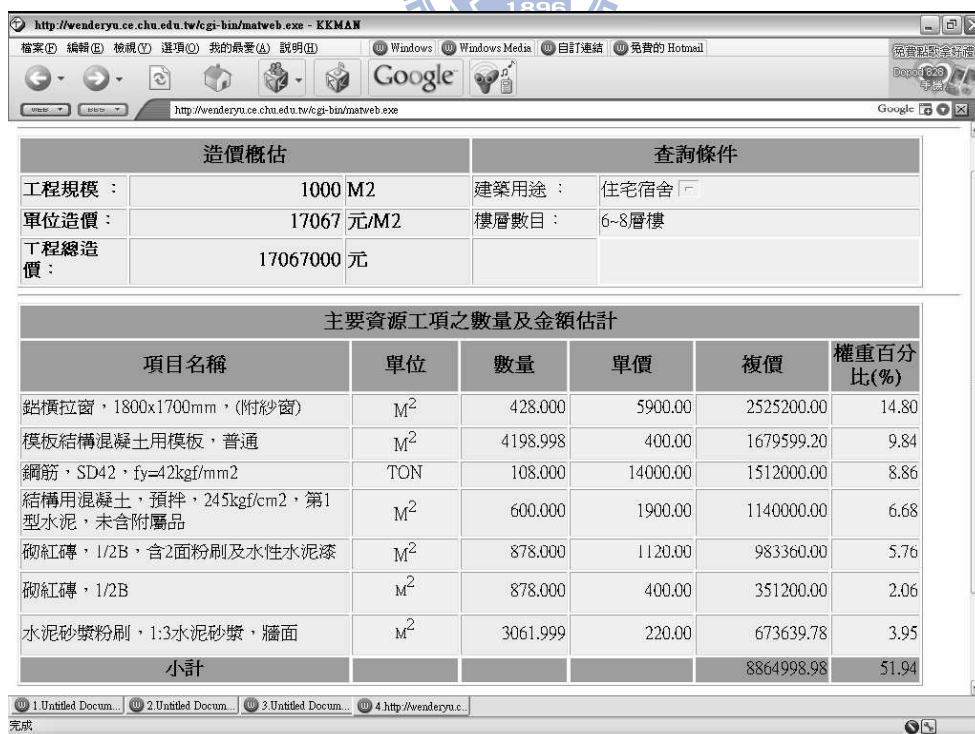 1896
http://wenderyu.ce.chu.edu.tw/cgi-bin/matweb.exe - KKMAN
檔案(F) 編輯(E) 檢視(V) 選項(O) 我的最愛(A) 說明(H) Windows Windows Media 自訂連結 免費的 Hotmail
Google
Dopod 828
手機
http://wenderyu.ce.chu.edu.tw/cgi-bin/matweb.exe Google
造價概估 查詢條件
工程規模： 1000 M2 建築用途： 住宅宿舍
單位造價： 17067 元/M2 樓層數目： 6~8層樓
工程總造
價： 17067000 元
主要資源工項之數量及金額估計
項目名稱 單位 數量 單價 複價 權重百分
比(%)
鋁橫拉窗，1800x1700mm，(附紗窗) M2 428.000 5900.00 2525200.00 14.80
模板結構混凝土用模板，普通 M2 4198.998 400.00 1679599.20 9.84
鋼筋，SD42，fy=42kgf/mm2 TON 108.000 14000.00 1512000.00 8.86
結構用混凝土，預拌，245kgf/cm2，第1
型水泥，未含附屬品 M2 600.000 1900.00 1140000.00 6.68
砌紅磚，1/2B，含2面粉刷及水性水泥漆 M2 878.000 1120.00 983360.00 5.76
砌紅磚，1/2B M2 878.000 400.00 351200.00 2.06
水泥砂漿粉刷，1:3水泥砂漿，牆面 M2 3061.999 220.00 673639.78 3.95
小計 8864998.98 51.94
1.Untitled Docum... 2.Untitled Docum... 3.Untitled Docum... 4.http://wenderyu.c...
完成